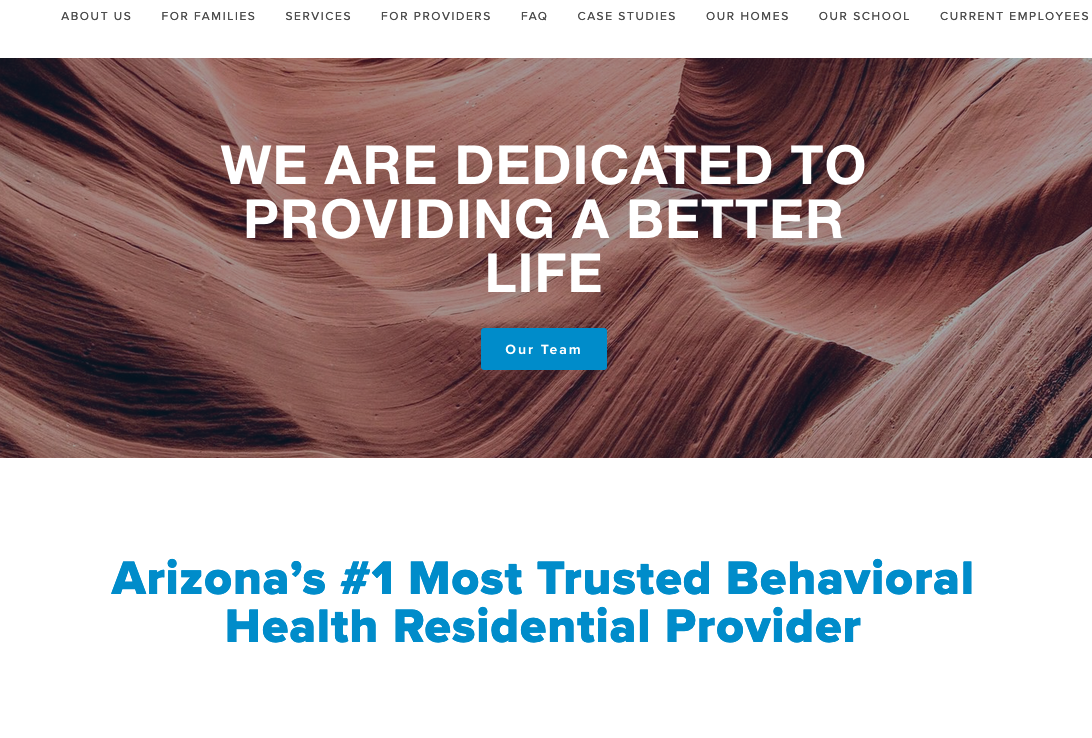 ABOUT US FOR FAMILIES SERVICES FOR PROVIDERS FAQ CASE STUDIES OUR HOMES OUR SCHOOL CURRENT EMPLOYEES
WE ARE DEDICATED TO
PROVIDING A BETTER
LIFE
Our Team
Arizona’s #1 Most Trusted Behavioral
Health Residential Provider